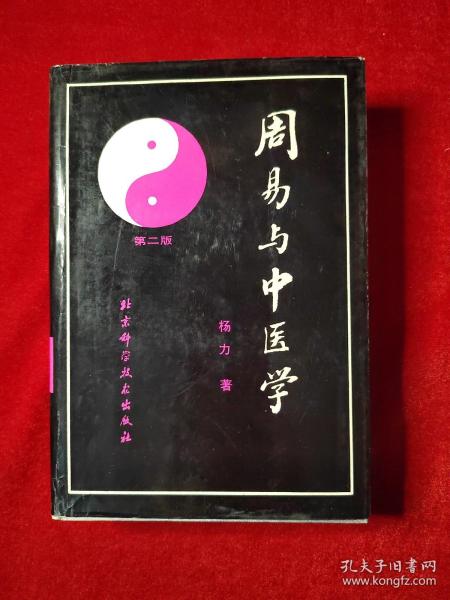 周易与中医学
第二版
杨力著
北京科学技术出版社
孔夫子旧书网
www.kongfz.com